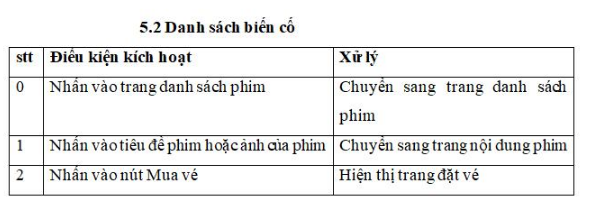 5.2 Danh sách biến cố
stt Điều kiện kích hoạt Xử lý
0 Nhấn vào trang danh sách phim Chuyển sang trang danh sách
phim
1 Nhấn vào tiêu đề phim hoặc ảnh của phim Chuyển sang trang nội dung phim
2 Nhấn vào nút Mua vé Hiện thị trang đặt vé